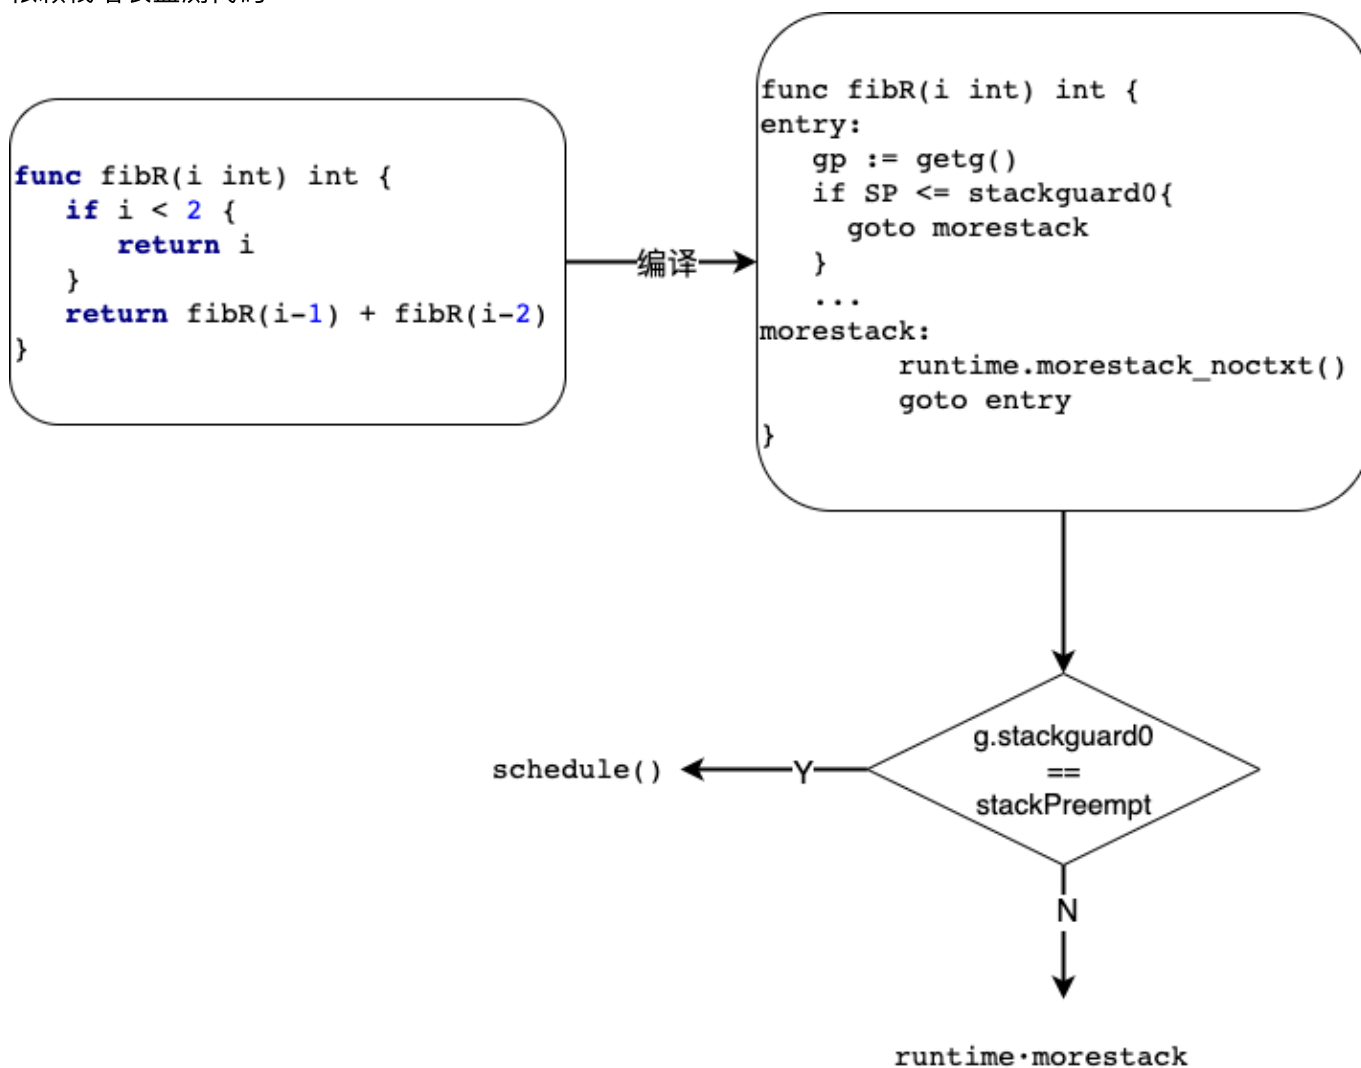 func fibR(i int) int {
if i < 2 {
return i
}
return fibR(i-1) + fibR(i-2)
}
编译
func fibR(i int) int {
entry:
gp := getg()
if SP <= stackguard0{
goto morestack
}
...
morestack:
runtime.morestack_noctxt()
goto entry
}
g.stackguard0
==
stackPreempt
Y
schedule()
N
runtime·morestack